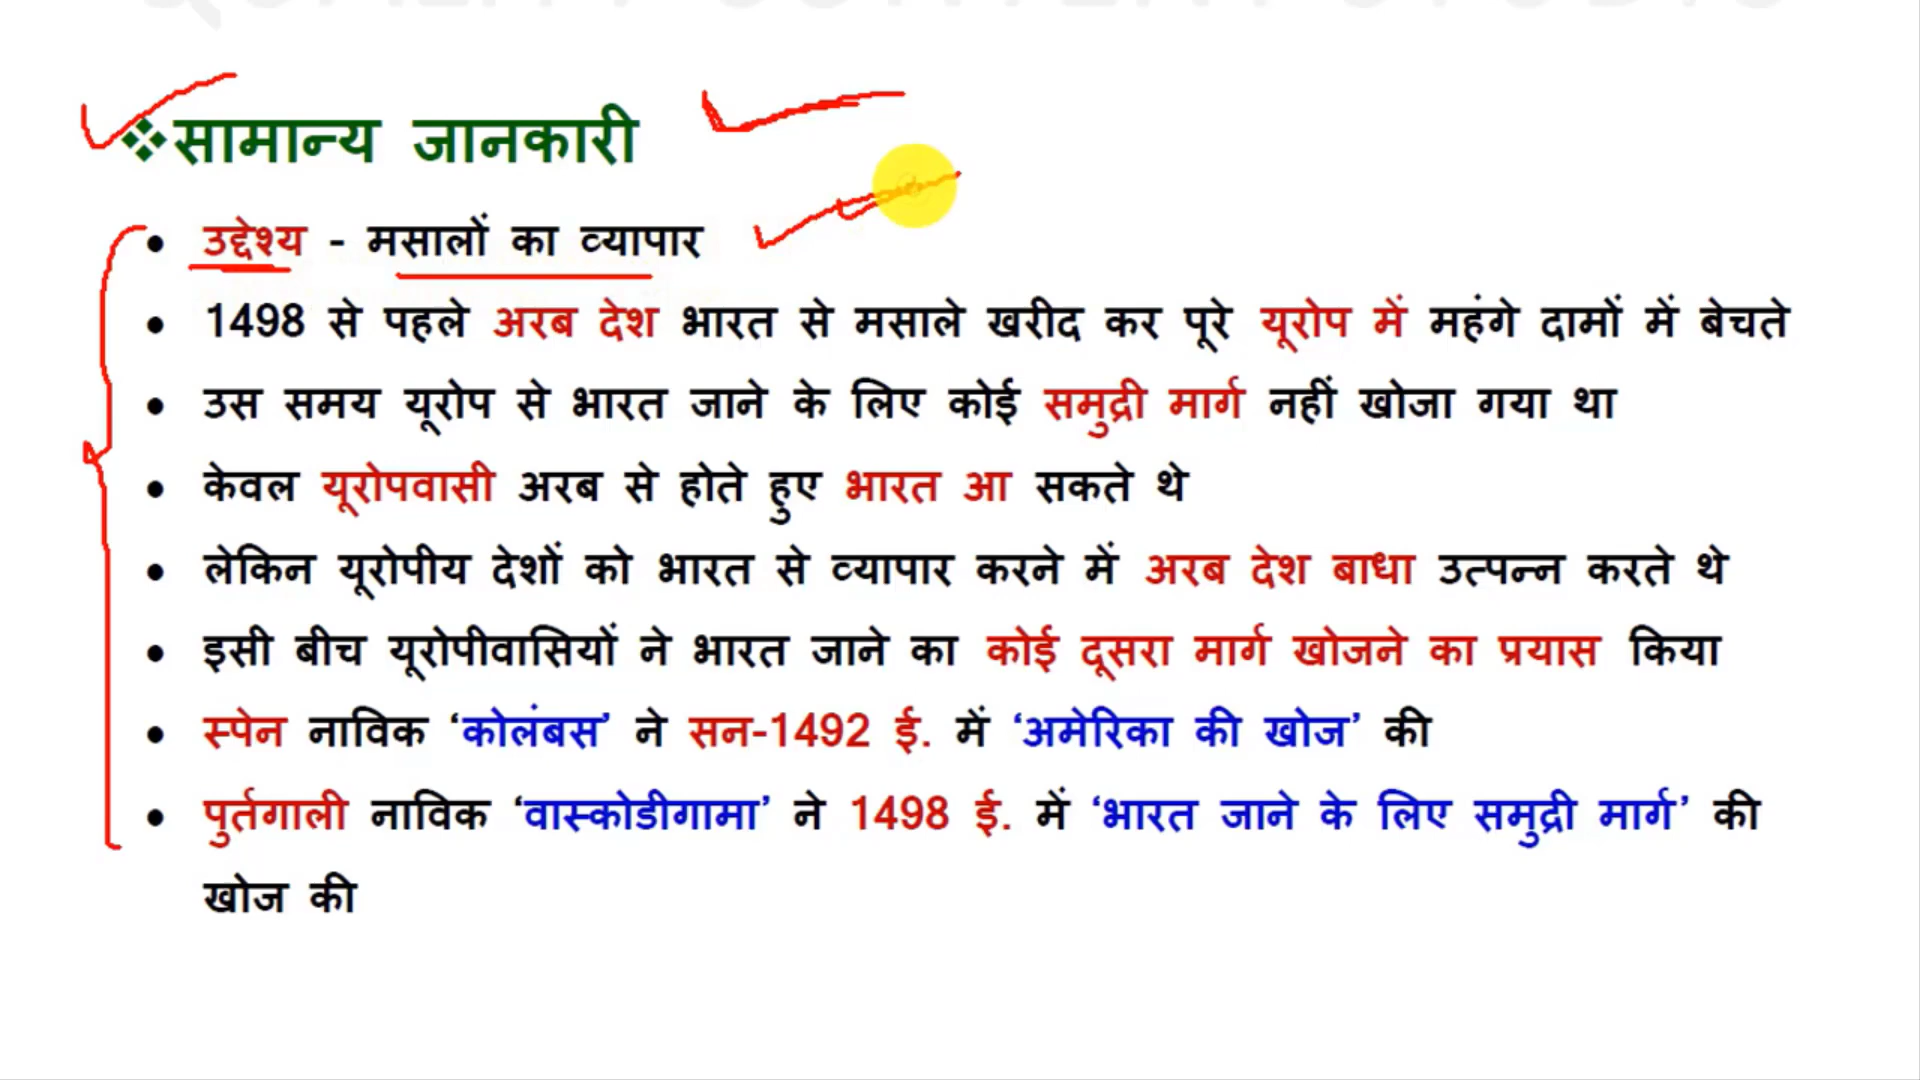 ❖सामान्य जानकारी
• उद्देश्य - मसालों का व्यापार
• 1498 से पहले अरब देश भारत से मसाले खरीद कर पूरे यूरोप में महंगे दामों में बेचते
• उस समय यूरोप से भारत जाने के लिए कोई समुद्री मार्ग नहीं खोजा गया था
• केवल यूरोपवासी अरब से होते हुए भारत आ सकते थे
• लेकिन यूरोपीय देशों को भारत से व्यापार करने में अरब देश बाधा उत्पन्न करते थे
• इसी बीच यूरोपीवासियों ने भारत जाने का कोई दूसरा मार्ग खोजने का प्रयास किया
• स्पेन नाविक ‘कोलंबस’ ने सन-1492 ई. में ‘अमेरिका की खोज’ की
• पुर्तगाली नाविक ‘वास्कोडीगामा’ ने 1498 ई. में ‘भारत जाने के लिए समुद्री मार्ग’ की
खोज की